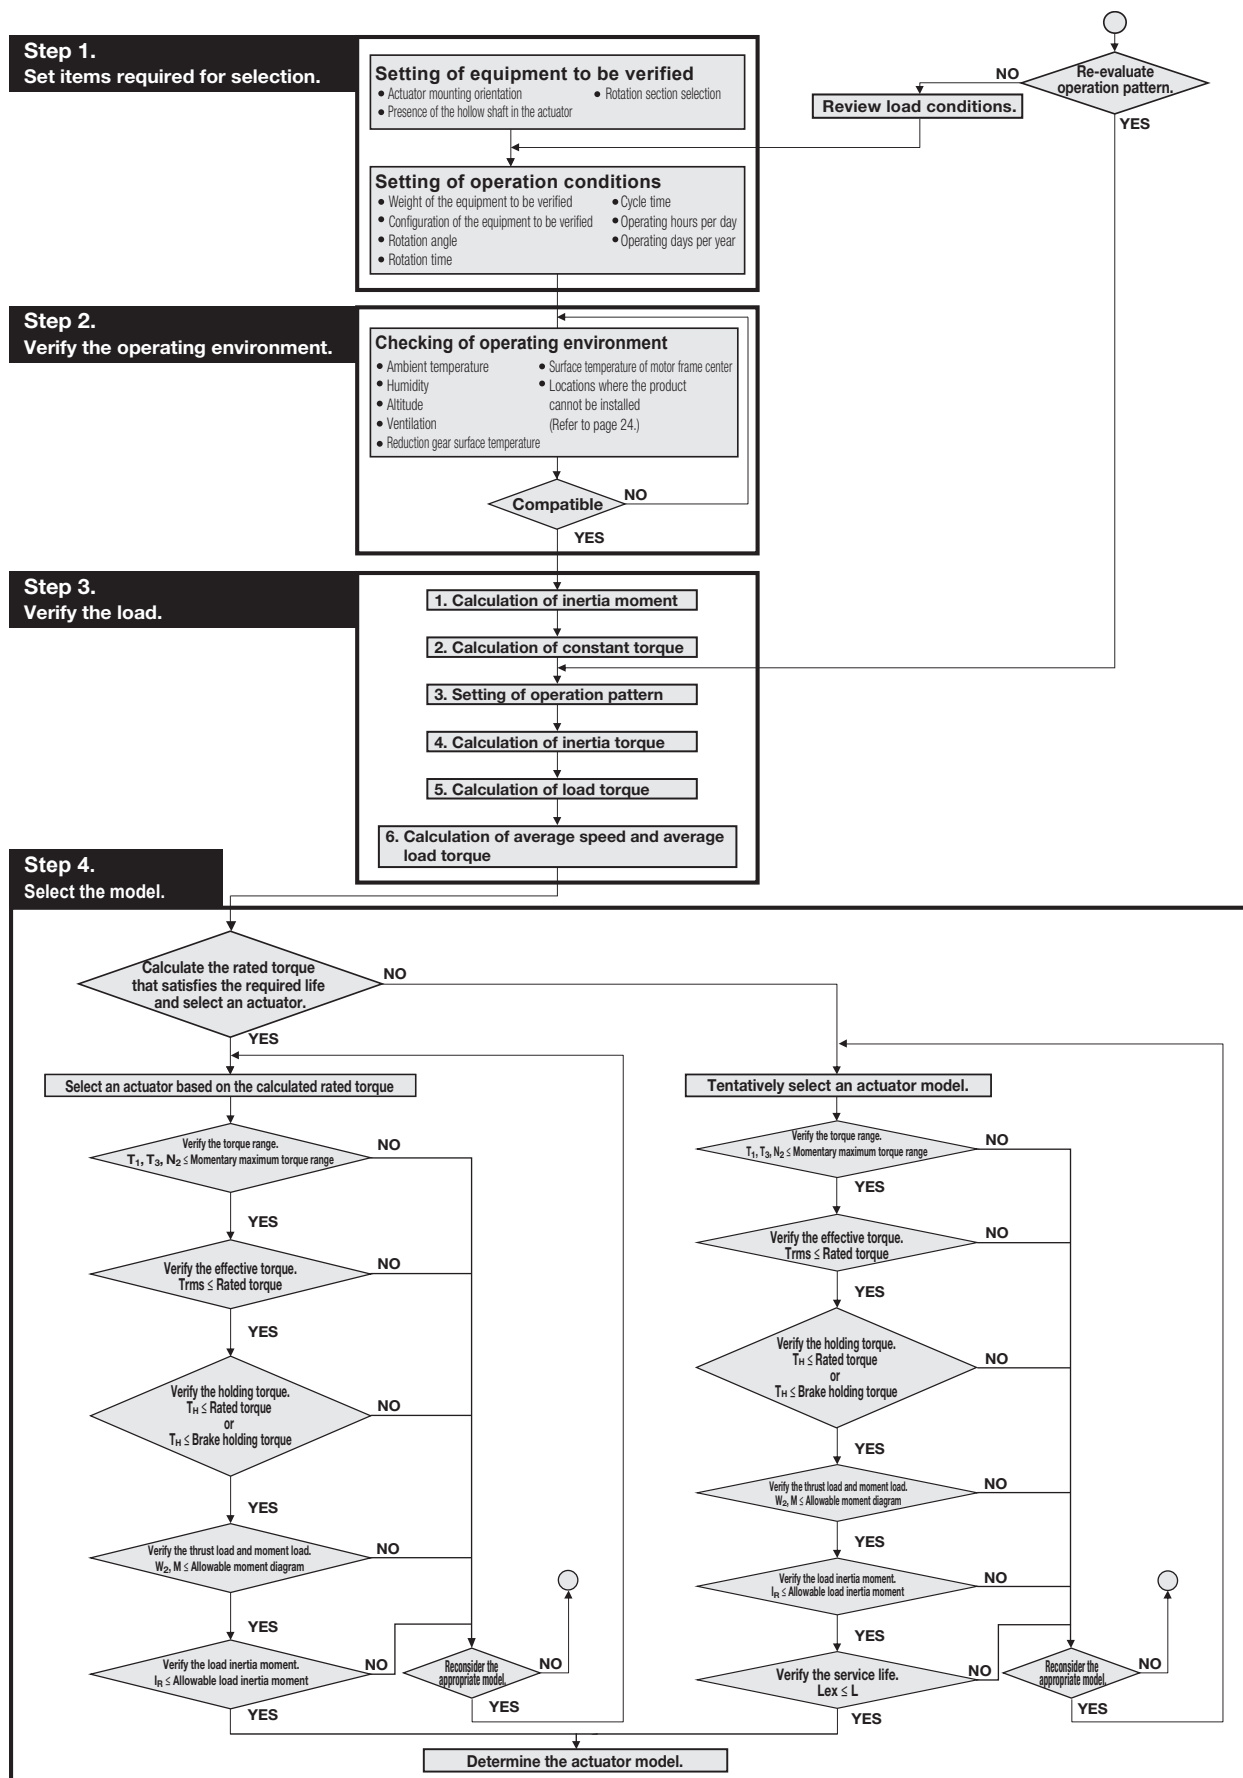 Step 1.
Set items required for selection.
Setting of equipment to be verified
● Actuator mounting orientation
● Rotation section selection
● Presence of the hollow shaft in the actuator
Re-evaluate
operation pattern.
NO
YES
Review load conditions.
Setting of operation conditions
● Weight of the equipment to be verified
● Configuration of the equipment to be verified
● Rotation angle
● Rotation time
● Cycle time
● Operating hours per day
● Operating days per year
Step 2.
Verify the operating environment.
Checking of operating environment
● Ambient temperature
● Humidity
● Altitude
● Ventilation
● Reduction gear surface temperature
● Surface temperature of motor frame center
● Locations where the product
cannot be installed
(Refer to page 24.)
Compatible
NO
YES
Step 3.
Verify the load.
1. Calculation of inertia moment
2. Calculation of constant torque
3. Setting of operation pattern
4. Calculation of inertia torque
5. Calculation of load torque
6. Calculation of average speed and average
load torque
Step 4.
Select the model.
Calculate the rated torque
that satisfies the required life
and select an actuator.
NO
YES
Select an actuator based on the calculated rated torque
Verify the torque range.
T1, T3, N2 ≤ Momentary maximum torque range
NO
YES
Verify the effective torque.
Trms ≤ Rated torque
NO
YES
Verify the holding torque.
TH ≤ Rated torque
or
TH ≤ Brake holding torque
NO
YES
Verify the thrust load and moment load.
W2, M ≤ Allowable moment diagram
NO
YES
Verify the load inertia moment.
IR ≤ Allowable load inertia moment
NO
YES
Reconsider the
appropriate model.
NO
YES
Tentatively select an actuator model.
Verify the torque range.
T1, T3, N2 ≤ Momentary maximum torque range
NO
YES
Verify the effective torque.
Trms ≤ Rated torque
NO
YES
Verify the holding torque.
TH ≤ Rated torque
or
TH ≤ Brake holding torque
NO
YES
Verify the thrust load and moment load.
W2, M ≤ Allowable moment diagram
NO
YES
Verify the load inertia moment.
IR ≤ Allowable load inertia moment
NO
YES
Verify the service life.
Lex ≤ L
NO
YES
Reconsider the
appropriate model.
NO
YES
Determine the actuator model.